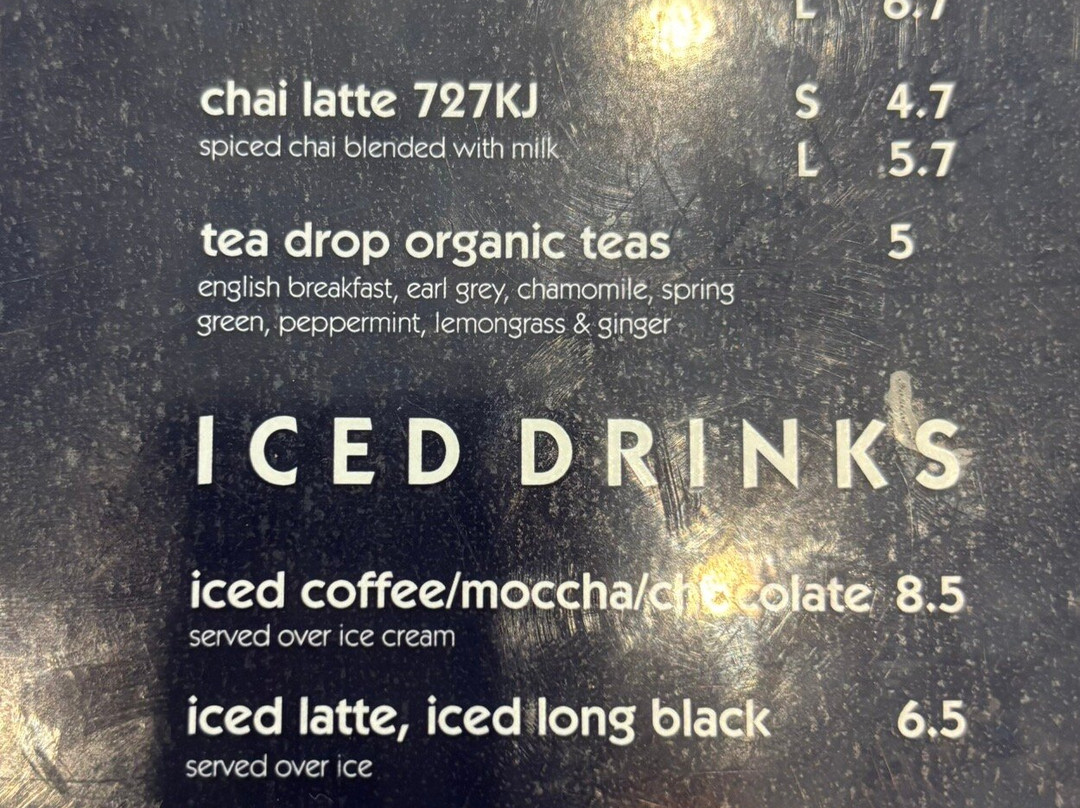 L 6.7
chai latte 727KJ S 4.7
spiced chai blended with milk L 5.7
tea drop organic teas 5
english breakfast, earl grey, chamomile, spring
green, peppermint, lemongrass & ginger
ICED DRINKS
iced coffee/moccha/chocolate 8.5
served over ice cream
iced latte, iced long black 6.5
served over ice